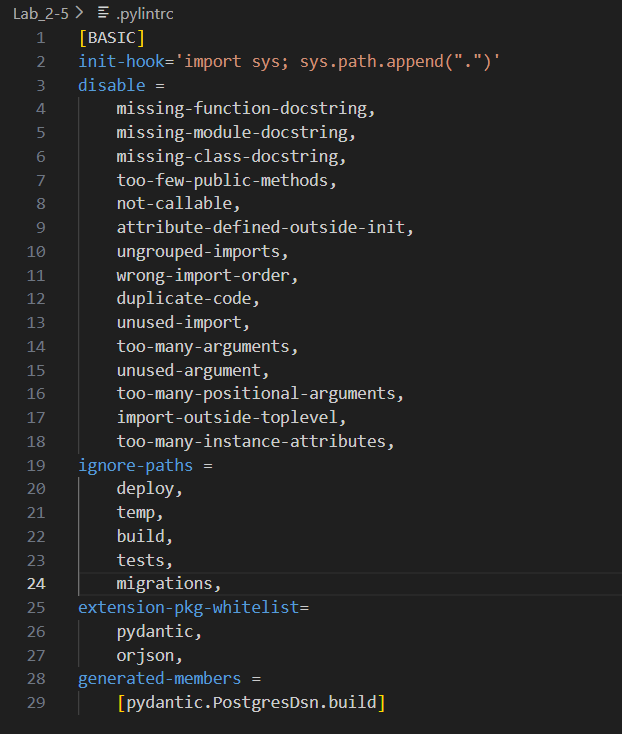 Lab_2-5 > .pylintrc
1 [BASIC]
2 init-hook='import sys; sys.path.append(".")'
3 disable =
4     missing-function-docstring,
5     missing-module-docstring,
6     missing-class-docstring,
7     too-few-public-methods,
8     not-callable,
9     attribute-defined-outside-init,
10     ungrouped-imports,
11     wrong-import-order,
12     duplicate-code,
13     unused-import,
14     too-many-arguments,
15     unused-argument,
16     too-many-positional-arguments,
17     import-outside-toplevel,
18     too-many-instance-attributes,
19 ignore-paths =
20     deploy,
21     temp,
22     build,
23     tests,
24     migrations,
25 extension-pkg-whitelist=
26     pydantic,
27     orjson,
28 generated-members =
29     [pydantic.PostgresDsn.build]